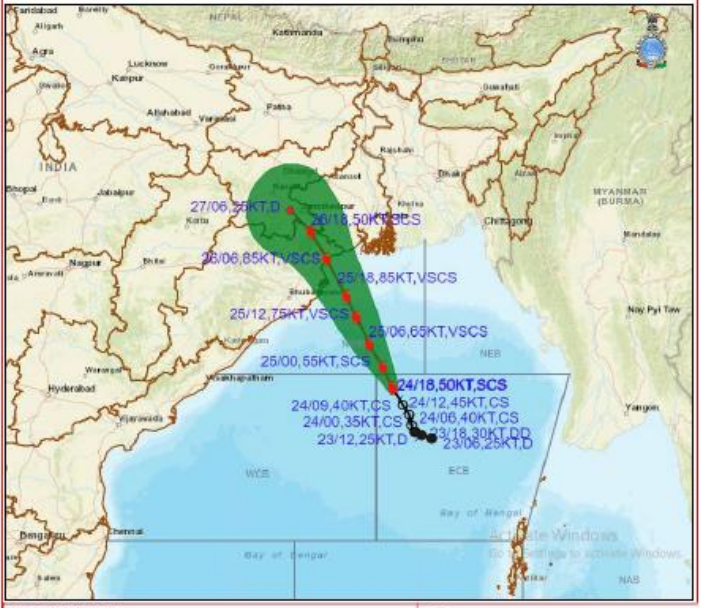 Faridabad
Bareilly
NEPAL
Kathmandu
Aligarh
Agra
Lucknow
Kanpur
Gorakhpur
Siliguri
BHUTAN
Guwahati
Patna
Allahabad
Varanasi
Imphal
INDIA
Rajshahi
Dhaka
Bhopal
Jabalpur
Asansol
27/06,25KT,D
26/18,50KT,SCS
Korba
Khulna
Chittagong
MYANMAR
(BURMA)
Mandalay
Nagpur
Bhilai
26/06,85KT,VSCS
25/18,85KT,VSCS
Amravati
25/12,75KT,VSCS
25/06,65KT,VSCS
Nay Pyi Taw
NEB
25/00,55KT,SCS
Warangal
Visakhapatnam
24/18,50KT,SCS
Hyderabad
24/09,40KT,CS
24/12,45KT,CS
24/00,35KT,CS
24/06,40KT,CS
Vijayawada
Yangon
23/12,25KT,D
23/18,30KT,DD
23/06,25KT,D
WCB
ECB
Bay of Bengal
Activate Windows
Go to Settings to activate Windows.
Chennai
Bay of Bengal
Salem
NAB